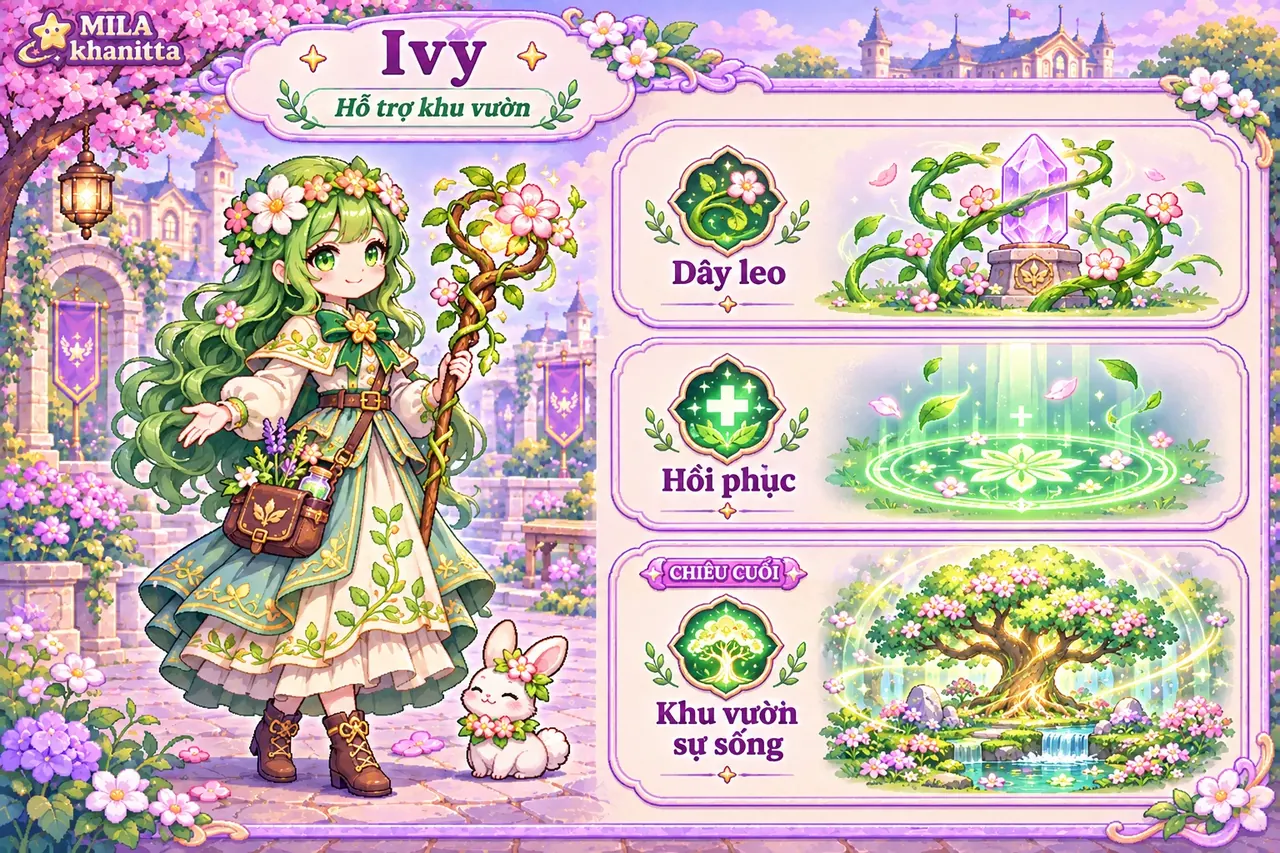 MILA
khanitta
Ivy
Hỗ trợ khu vườn
Dây leo
Hồi phục
CHIÊU CUỐI
Khu vườn
sự sống